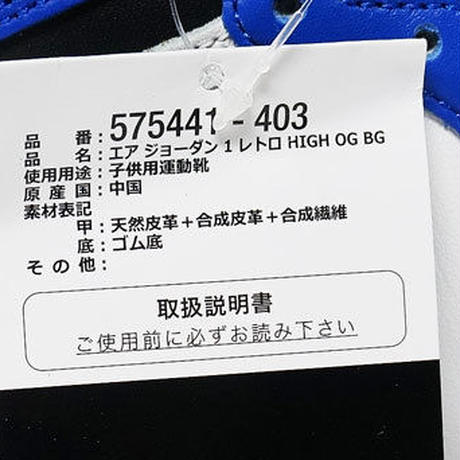 品番：575441 - 403
品名：エア ジョーダン 1 レトロ HIGH OG BG
使用用途：子供用運動靴
原産国：中国
素材表記
甲：天然皮革＋合成皮革＋合成繊維
底：ゴム底
その他：
取扱説明書
ご使用前に必ずお読み下さい